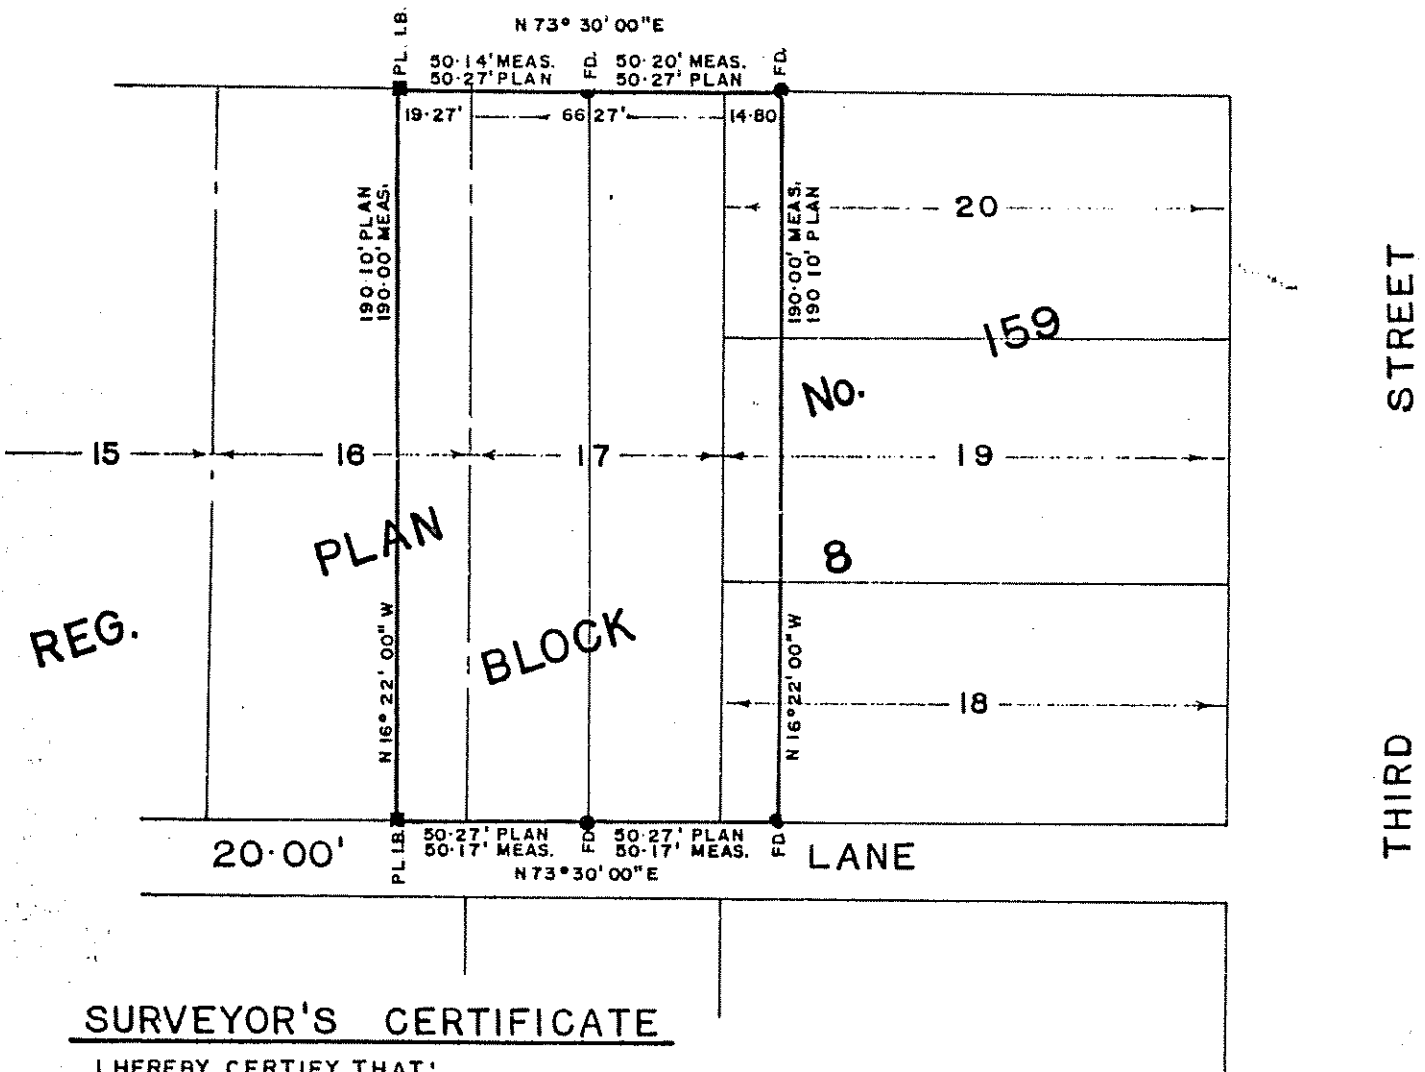 N 73° 30' 00" E
PL. I.B.
50·14' MEAS.
50·27' PLAN
FD.
50·20' MEAS.
50·27' PLAN
FD.
19·27'
66 27'
14·80
190·10' PLAN
190·00' MEAS.
190·00' MEAS.
190 10' PLAN
20
159
No.
STREET
15
16
17
19
PLAN
8
REG.
BLOCK
N 16° 22' 00" W
N 16° 22' 00" W
18
THIRD
20·00'
PL. I.B.
50·27' PLAN
50·17' MEAS.
FD.
50·27' PLAN
50·17' MEAS.
FD.
LANE
N 73° 30' 00" E
SURVEYOR'S CERTIFICATE
I HEREBY CERTIFY THAT: